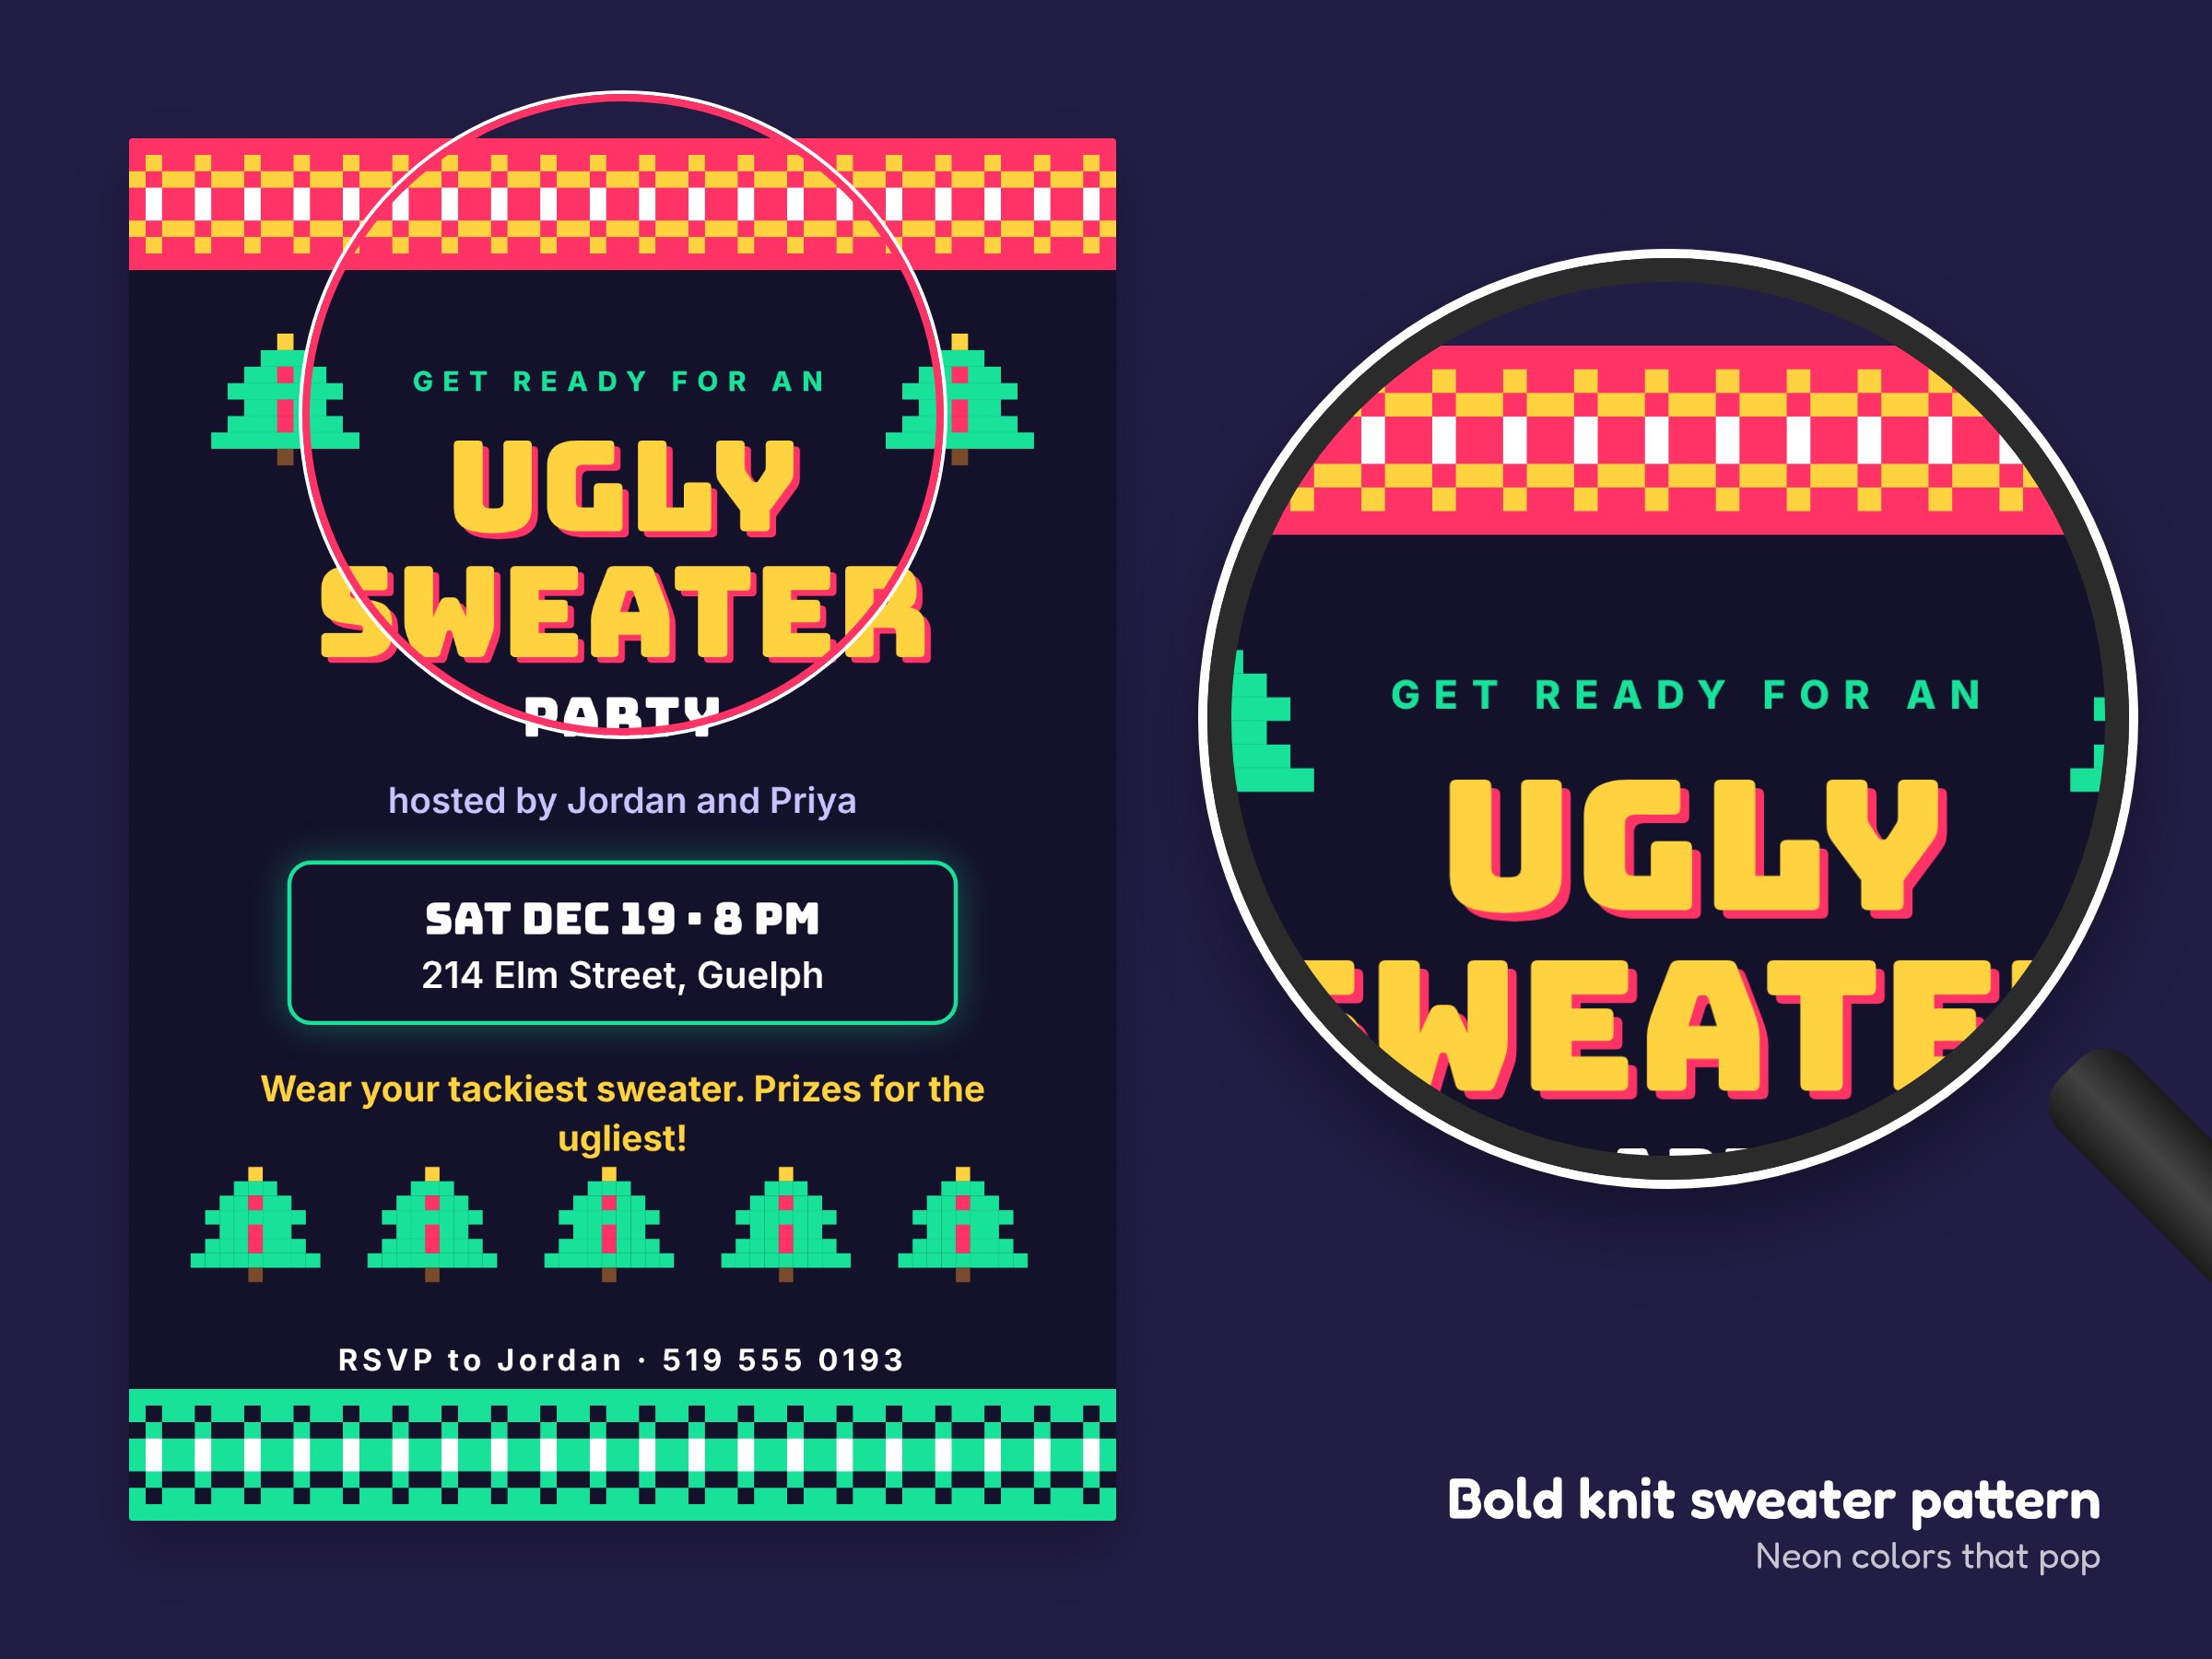 GET READY FOR AN
UGLY
SWEATER
PARTY
hosted by Jordan and Priya
SAT DEC 19 · 8 PM
214 Elm Street, Guelph
Wear your tackiest sweater. Prizes for the
ugliest!
RSVP to Jordan · 519 555 0193
GET READY FOR AN
UGLY
SWEATER
Bold knit sweater pattern
Neon colors that pop